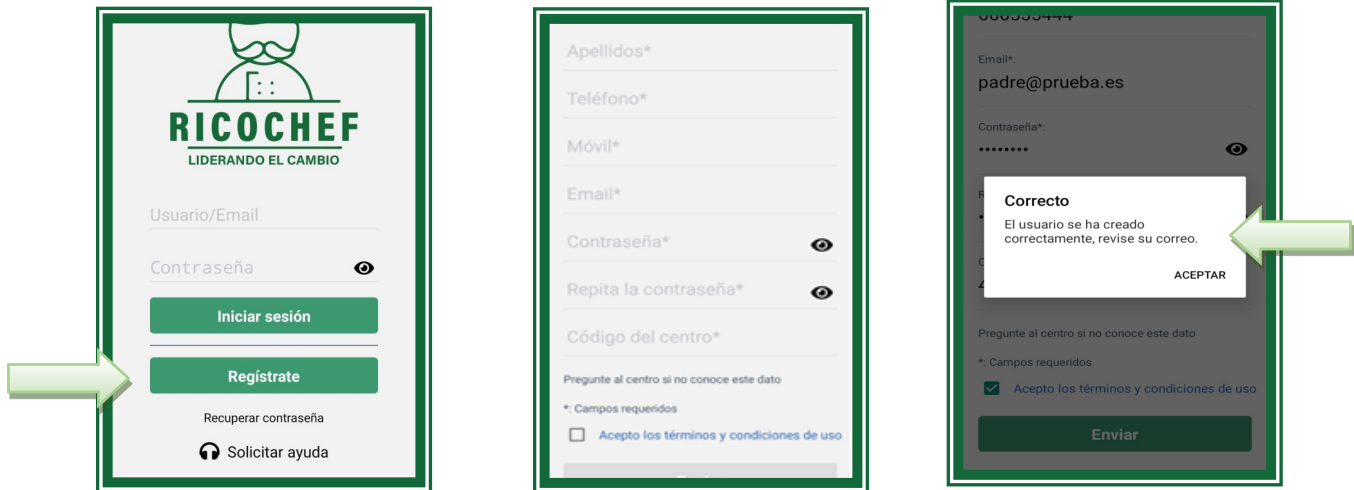 RICOCHEF
LIDERANDO EL CAMBIO
Usuario/Email
Contraseña
Iniciar sesión
Regístrate
Recuperar contraseña
Solicitar ayuda
Apellidos*
Teléfono*
Móvil*
Email*
Contraseña*
Repita la contraseña*
Código del centro*
Pregunte al centro si no conoce este dato
*: Campos requeridos
Acepto los términos y condiciones de uso
Email*:
padre@prueba.es
Contraseña*:
••••••••
Correcto
El usuario se ha creado
correctamente, revise su correo.
ACEPTAR
Pregunte al centro si no conoce este dato
*: Campos requeridos
Acepto los términos y condiciones de uso
Enviar